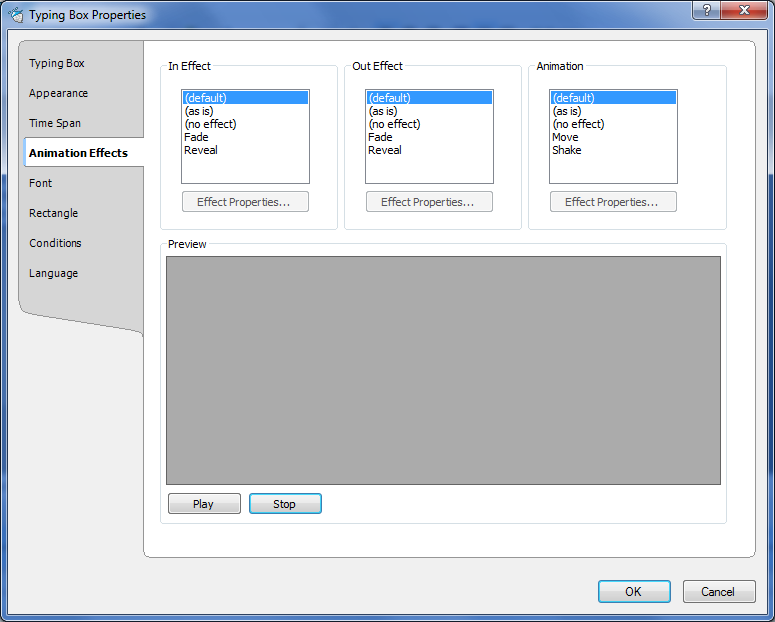 Typing Box Properties
?
Typing Box
Appearance
Time Span
Animation Effects
Font
Rectangle
Conditions
Language
In Effect
(default)
(as is)
(no effect)
Fade
Reveal
Effect Properties...
Out Effect
(default)
(as is)
(no effect)
Fade
Reveal
Effect Properties...
Animation
(default)
(as is)
(no effect)
Move
Shake
Effect Properties...
Preview
Play
Stop
OK
Cancel